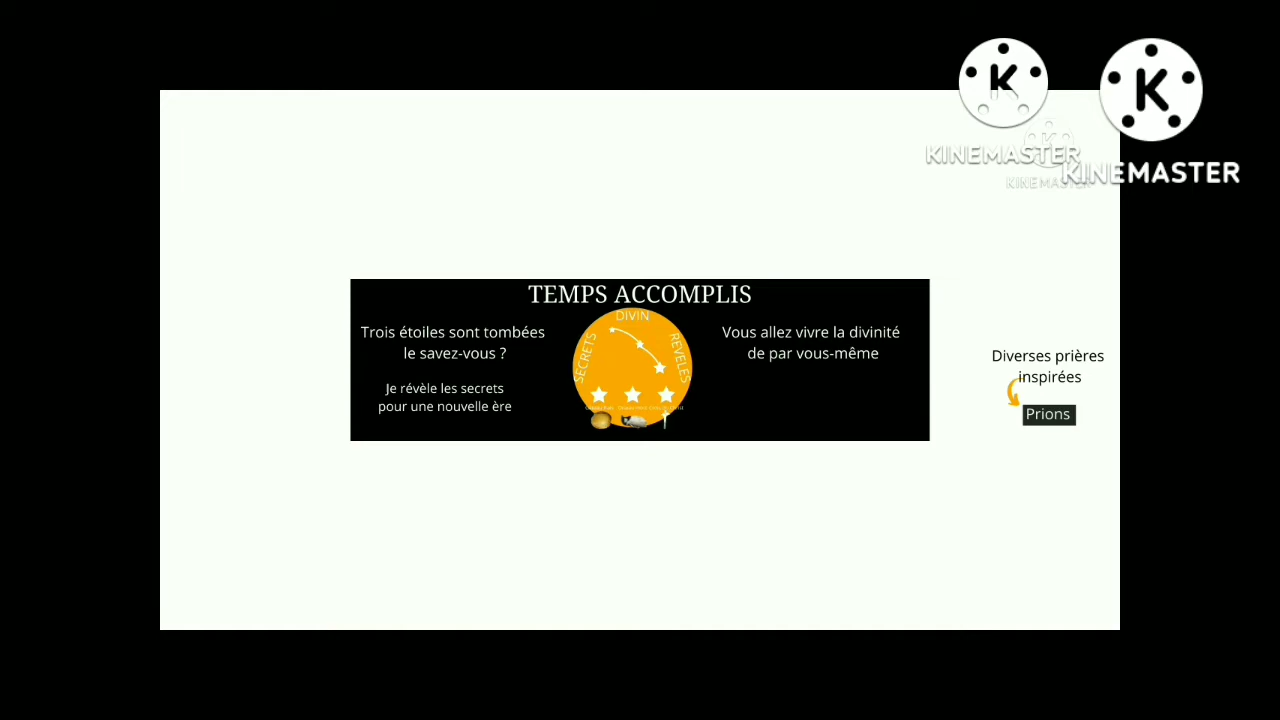 K
K
KINEMASTER
KINEMASTER
KINEMASTER
TEMPS ACCOMPLIS
Trois étoiles sont tombées
le savez-vous ?
Je révèle les secrets
pour une nouvelle ère
SECRETS
DIVIN
REVELES
Vous allez vivre la divinité
de par vous-même
Diverses prières
inspirées
Prions